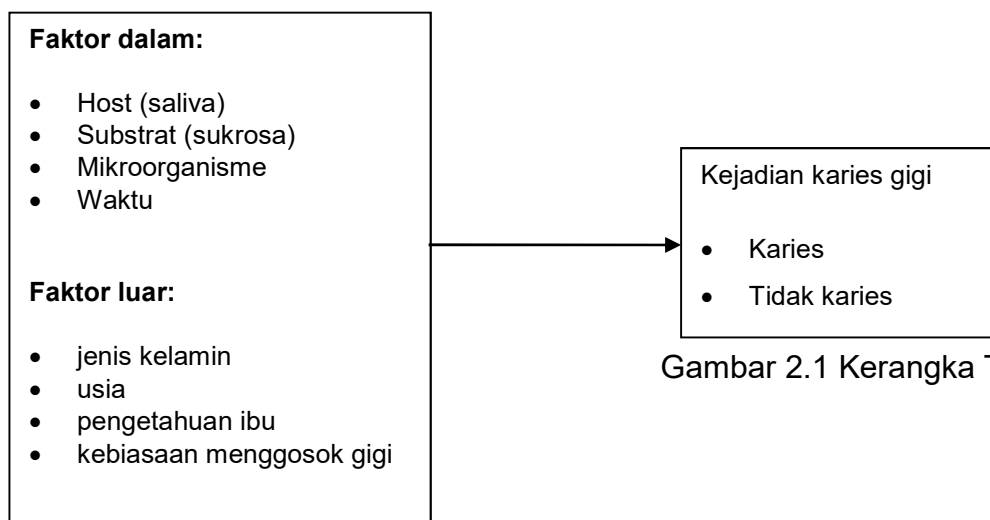 Faktor dalam:
• Host (saliva)
• Substrat (sukrosa)
• Mikroorganisme
• Waktu
Faktor luar:
• jenis kelamin
• usia
• pengetahuan ibu
• kebiasaan menggosok gigi
Kejadian karies gigi
• Karies
• Tidak karies
Gambar 2.1 Kerangka